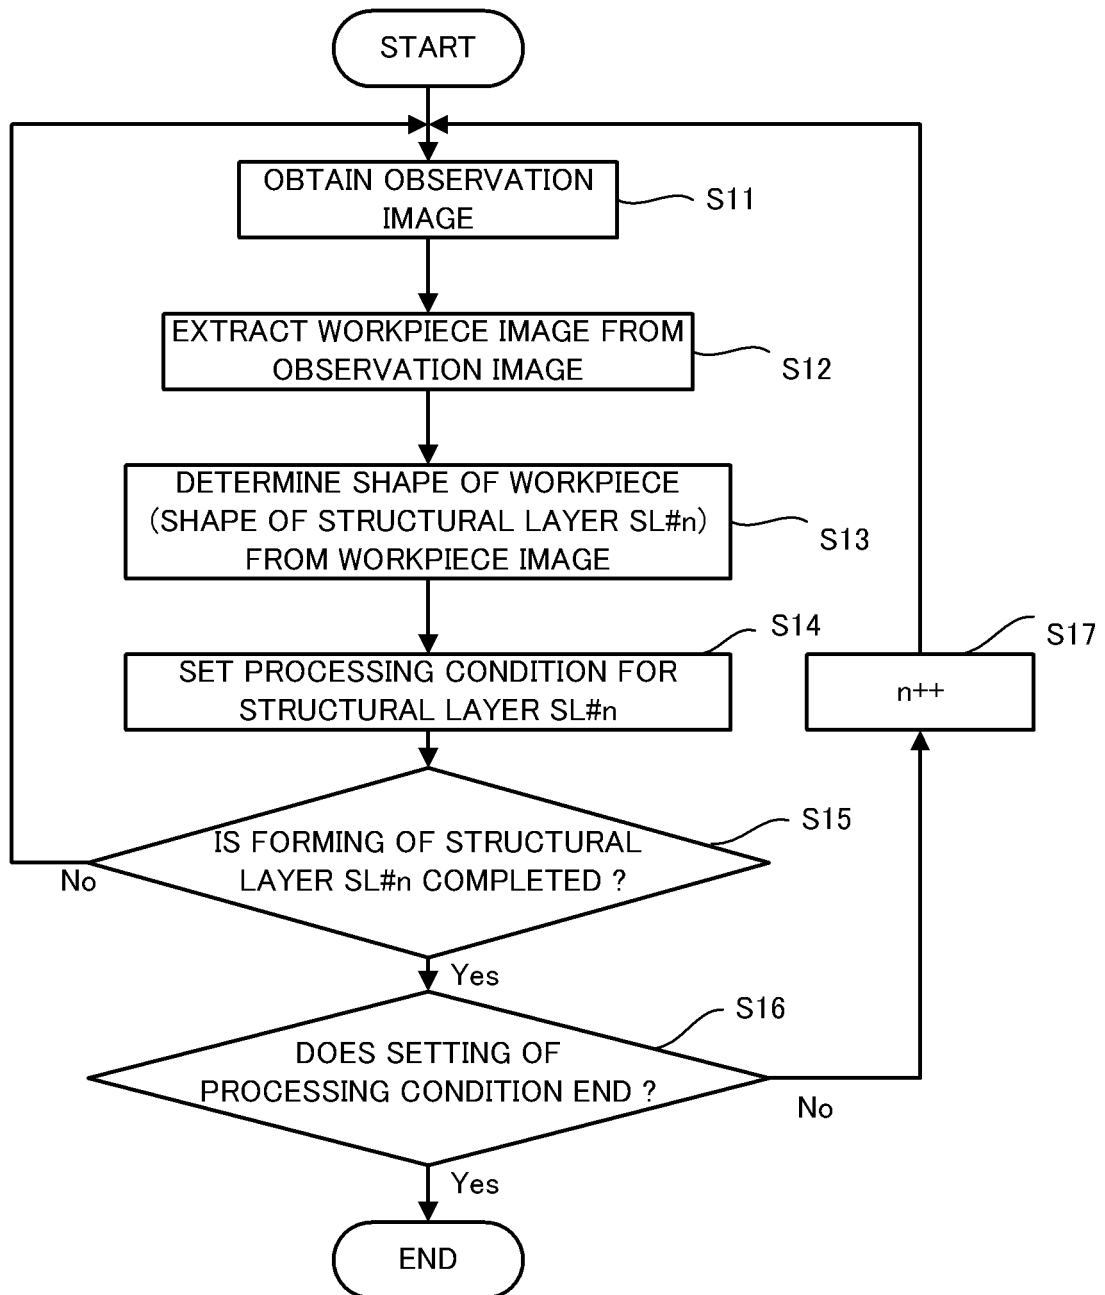 START
OBTAIN OBSERVATION
IMAGE
S11
EXTRACT WORKPIECE IMAGE FROM
OBSERVATION IMAGE
S12
DETERMINE SHAPE OF WORKPIECE
(SHAPE OF STRUCTURAL LAYER SL#n)
FROM WORKPIECE IMAGE
S13
SET PROCESSING CONDITION FOR
STRUCTURAL LAYER SL#n
S14
n++
S17
IS FORMING OF STRUCTURAL
LAYER SL#n COMPLETED ?
S15
No
Yes
DOES SETTING OF
PROCESSING CONDITION END ?
S16
No
Yes
END